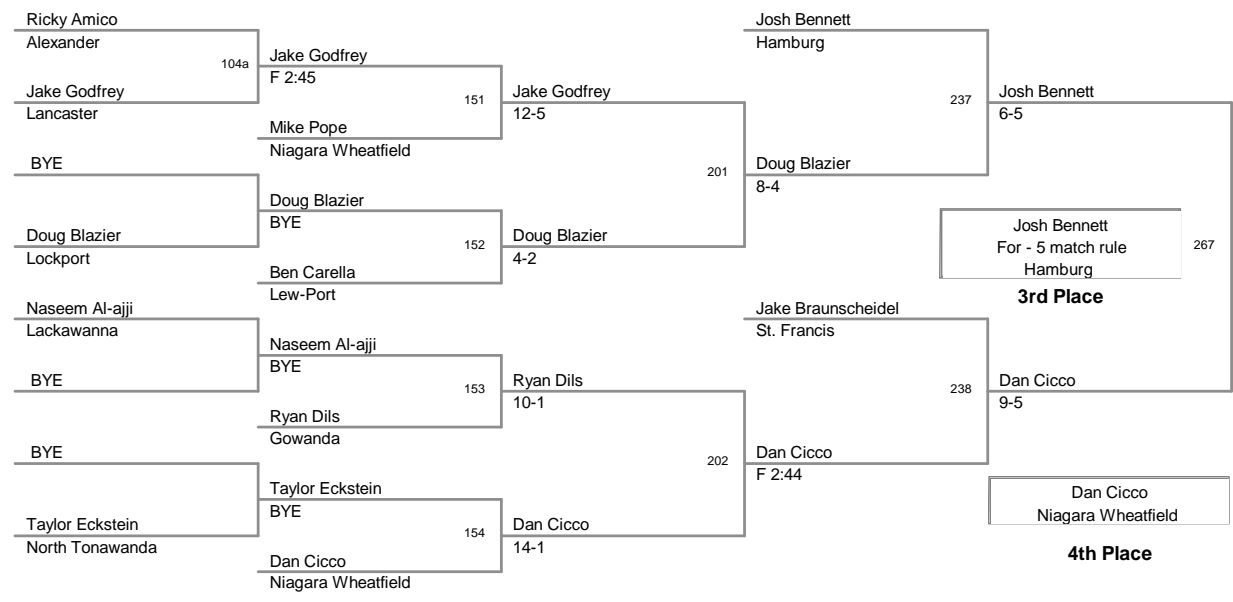 Ricky Amico
Alexander
104a
Jake Godfrey
F 2:45
Jake Godfrey
Lancaster
151
Jake Godfrey
12-5
Mike Pope
Niagara Wheatfield
BYE
Doug Blazier
BYE
Doug Blazier
Lockport
152
Doug Blazier
4-2
Ben Carella
Lew-Port
201
Doug Blazier
8-4
Josh Bennett
Hamburg
237
Josh Bennett
6-5
Naseem Al-ajji
Lackawanna
Naseem Al-ajji
BYE
BYE
153
Ryan Dils
10-1
Ryan Dils
Gowanda
BYE
Taylor Eckstein
BYE
Taylor Eckstein
North Tonawanda
154
Dan Cicco
14-1
Dan Cicco
Niagara Wheatfield
202
Dan Cicco
F 2:44
Jake Braunscheidel
St. Francis
238
Dan Cicco
9-5
267
Josh Bennett
For - 5 match rule
Hamburg
3rd Place
Dan Cicco
Niagara Wheatfield
4th Place